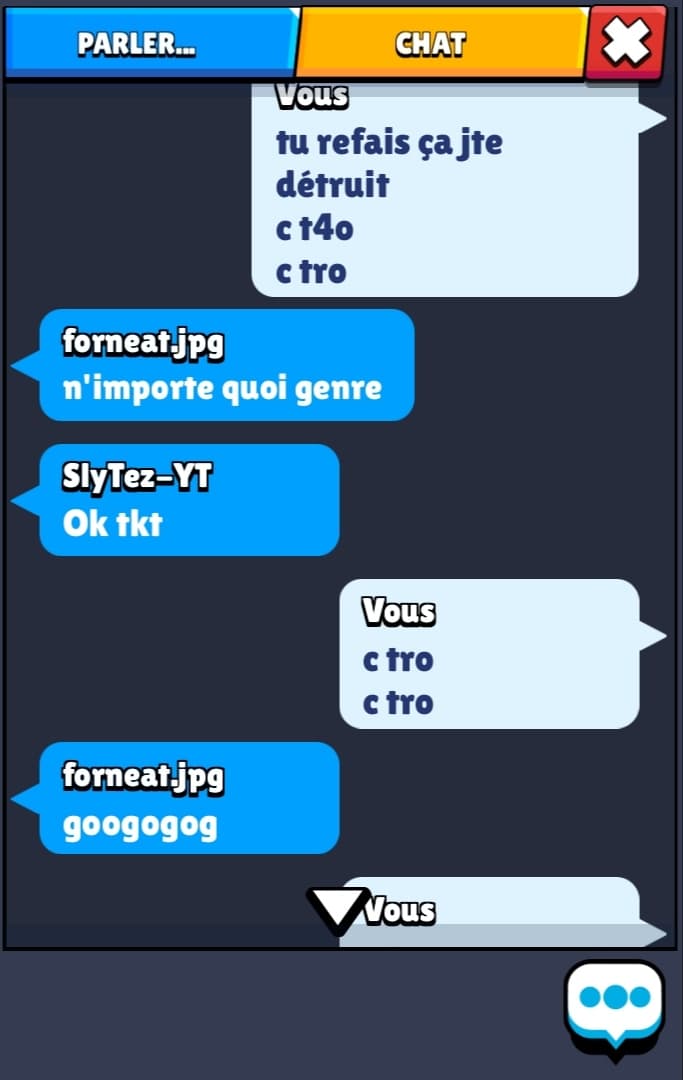 PARLER... CHAT
Vous
tu refais ça jte
détruit
c t4o
c tro
forneat.jpg
n'importe quoi genre
SlyTez-YT
Ok tkt
Vous
c tro
c tro
forneat.jpg
googogog
Vous